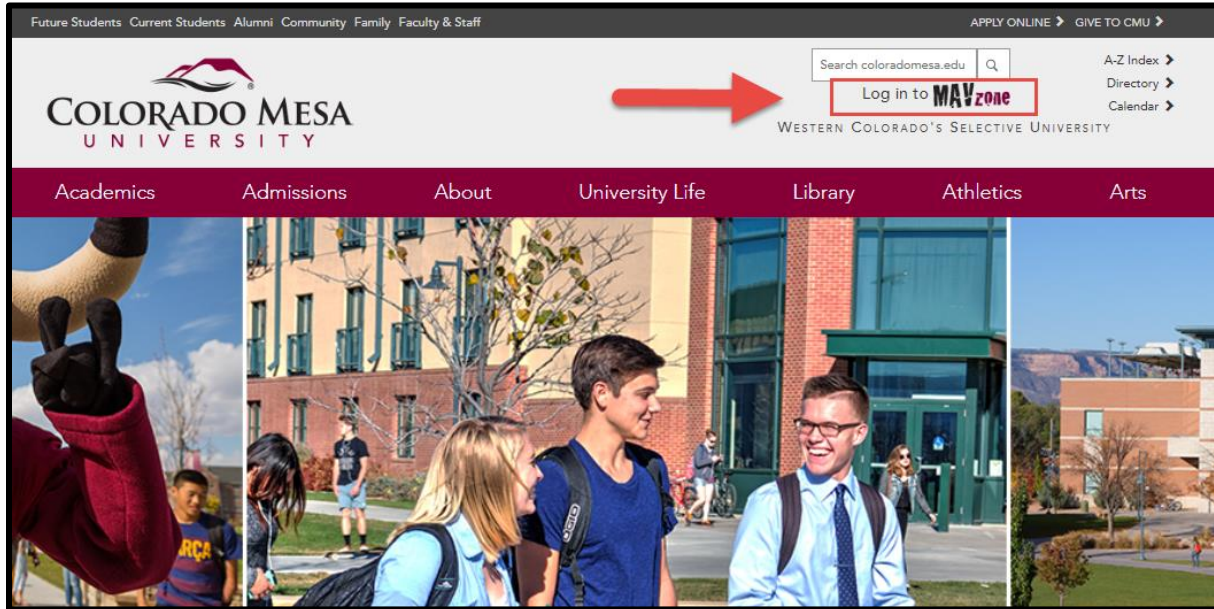 Future Students Current Students Alumni Community Family Faculty & Staff
APPLY ONLINE GIVE TO CMU
Search coloradomesa.edu
A-Z Index
Log in to MAVzone
Directory
Calendar
COLORADO MESA
UNIVERSITY
WESTERN COLORADO'S SELECTIVE UNIVERSITY
Academics Admissions About University Life Library Athletics Arts
BARÇA